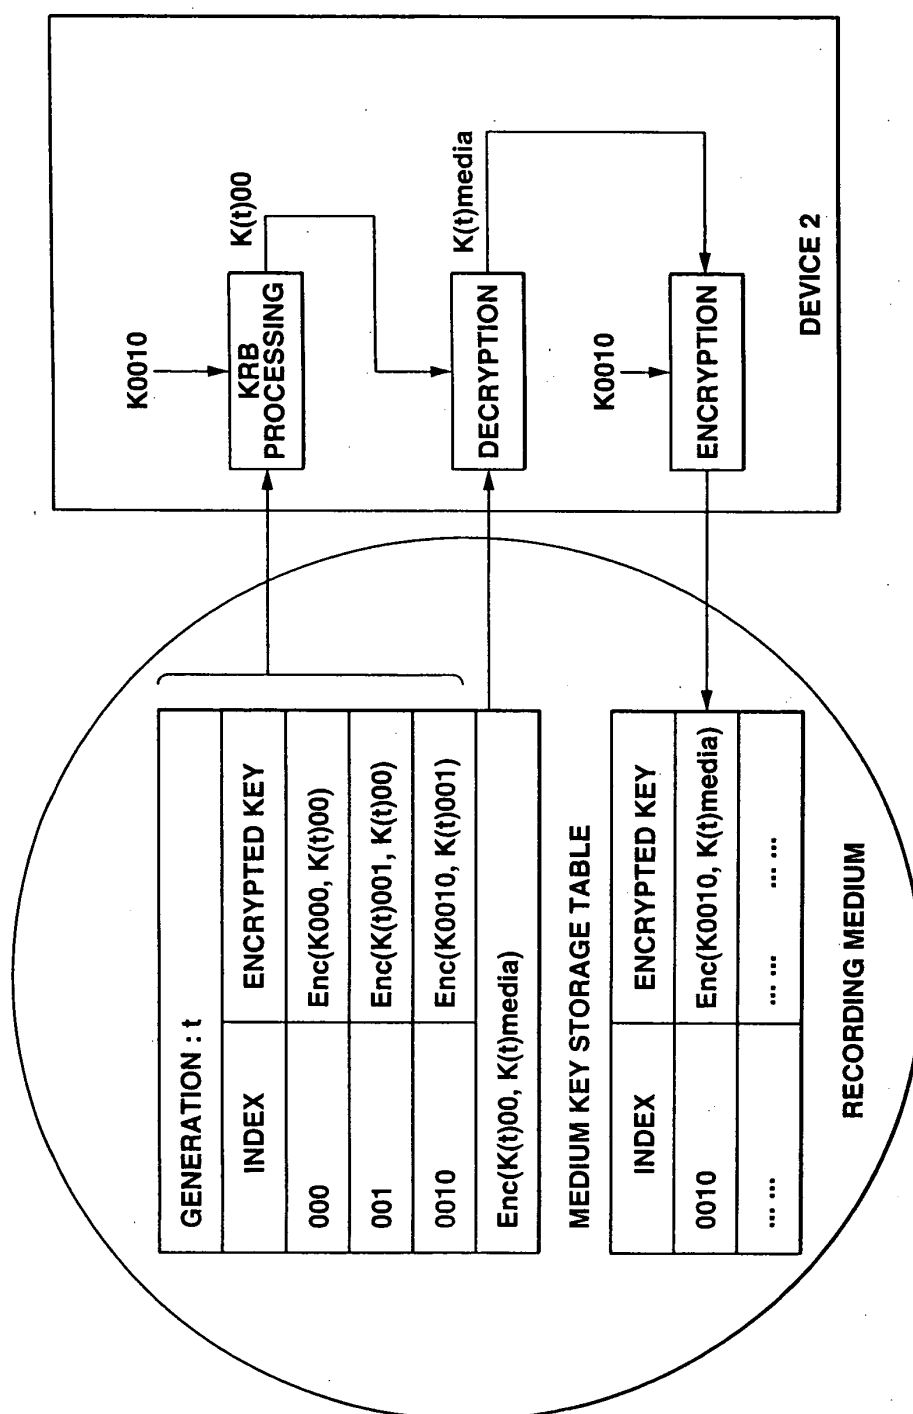 GENERATION : t
INDEX ENCRYPTED KEY
000 Enc(K000, K(t)00)
001 Enc(K(t)001, K(t)00)
0010 Enc(K0010, K(t)001)
Enc(K(t)00, K(t)media)
MEDIUM KEY STORAGE TABLE
INDEX ENCRYPTED KEY
0010 Enc(K0010, K(t)media)
... ... ... ... ... ...
RECORDING MEDIUM
K0010
KRB
PROCESSING
K(t)00
DECRYPTION
K(t)media
K0010
ENCRYPTION
DEVICE 2